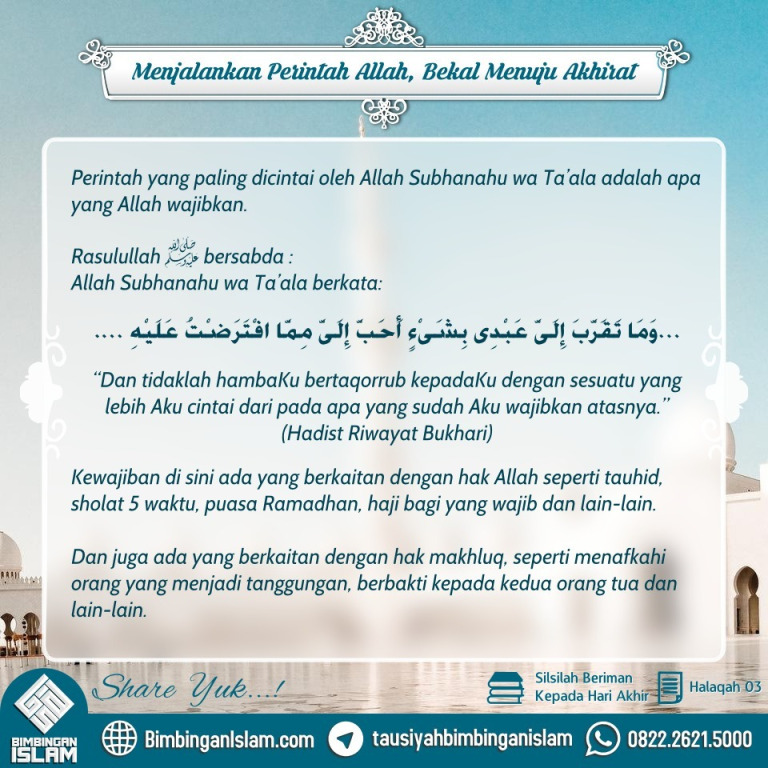 Menjalankan Perintah Allah, Bekal Menuju Akhirat
Perintah yang paling dicintai oleh Allah Subhanahu wa Ta'ala adalah apa
yang Allah wajibkan.
Rasulullah ﷺ bersabda :
Allah Subhanahu wa Ta'ala berkata:
...وَمَا تَقَرَّبَ إِلَىَّ عَبْدِى بِشَىْءٍ أَحَبَّ إِلَىَّ مِمَّا افْتَرَضْتُ عَلَيْهِ ....
“Dan tidaklah hambaKu bertaqorrub kepadaKu dengan sesuatu yang
lebih Aku cintai dari pada apa yang sudah Aku wajibkan atasnya.”
(Hadist Riwayat Bukhari)
Kewajiban di sini ada yang berkaitan dengan hak Allah seperti tauhid,
sholat 5 waktu, puasa Ramadhan, haji bagi yang wajib dan lain-lain.
Dan juga ada yang berkaitan dengan hak makhluq, seperti menafkahi
orang yang menjadi tanggungan, berbakti kepada kedua orang tua dan
lain-lain.
Share Yuk...!
Silsilah Beriman
Kepada Hari Akhir
Halaqah 03
BIMBINGAN
ISLAM
BimbinganIslam.com
tausiyahbimbinganislam
0822.2621.5000